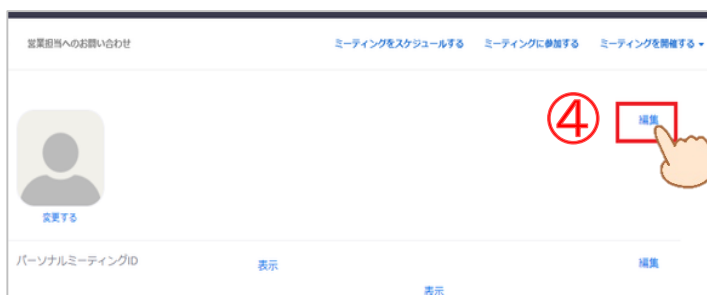 営業担当へのお問い合わせ ミーティングをスケジュールする ミーティングに参加する ミーティングを開催する
④ 編集
変更する
パーソナルミーティングID 表示 編集
表示